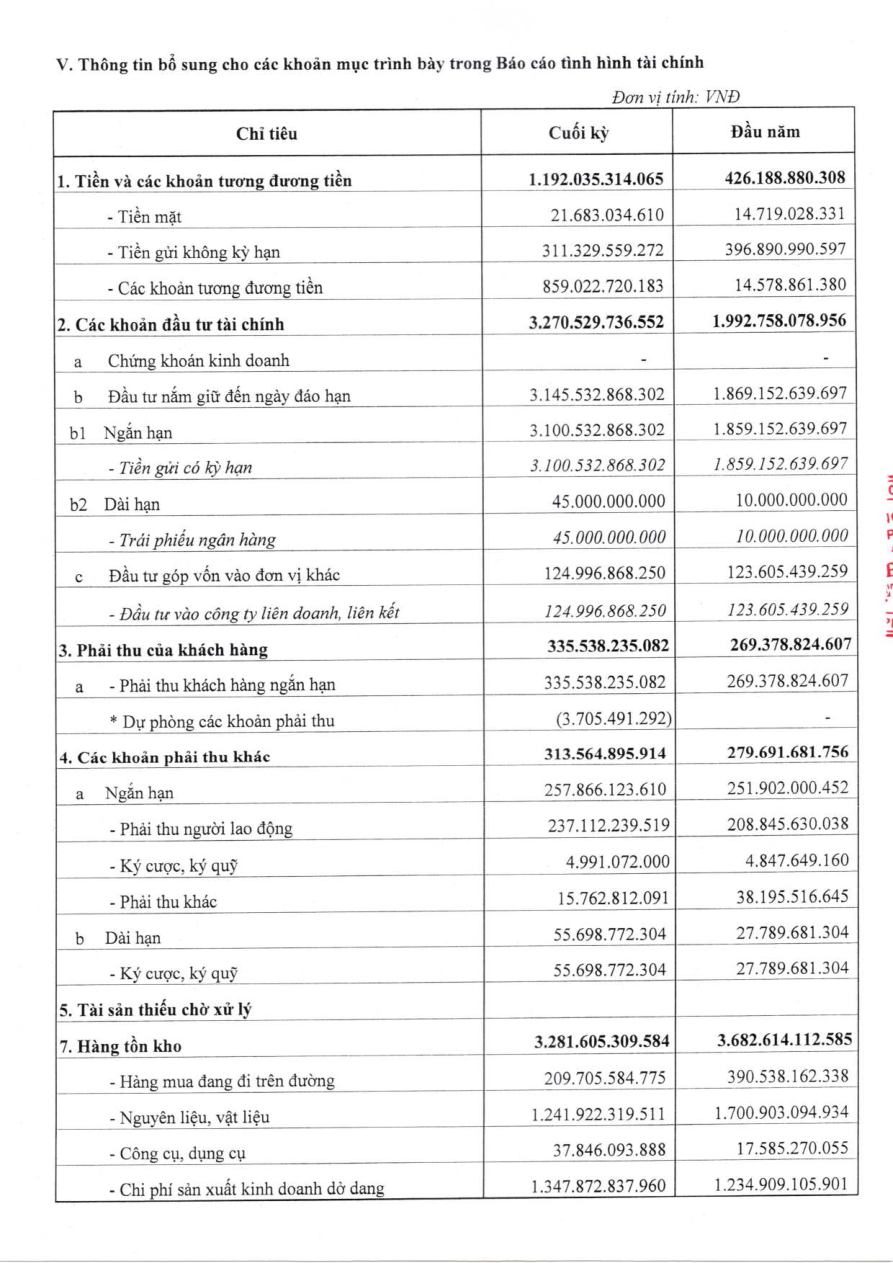 V. Thông tin bổ sung cho các khoản mục trình bày trong Báo cáo tình hình tài chính
Đơn vị tính: VNĐ
Chỉ tiêu Cuối kỳ Đầu năm
1. Tiền và các khoản tương đương tiền 1.192.035.314.065 426.188.880.308
- Tiền mặt 21.683.034.610 14.719.028.331
- Tiền gửi không kỳ hạn 311.329.559.272 396.890.990.597
- Các khoản tương đương tiền 859.022.720.183 14.578.861.380
2. Các khoản đầu tư tài chính 3.270.529.736.552 1.992.758.078.956
a Chứng khoán kinh doanh - -
b Đầu tư nắm giữ đến ngày đáo hạn 3.145.532.868.302 1.869.152.639.697
b1 Ngắn hạn 3.100.532.868.302 1.859.152.639.697
- Tiền gửi có kỳ hạn 3.100.532.868.302 1.859.152.639.697
b2 Dài hạn 45.000.000.000 10.000.000.000
- Trái phiếu ngân hàng 45.000.000.000 10.000.000.000
c Đầu tư góp vốn vào đơn vị khác 124.996.868.250 123.605.439.259
- Đầu tư vào công ty liên doanh, liên kết 124.996.868.250 123.605.439.259
3. Phải thu của khách hàng 335.538.235.082 269.378.824.607
a - Phải thu khách hàng ngắn hạn 335.538.235.082 269.378.824.607
* Dự phòng các khoản phải thu (3.705.491.292) -
4. Các khoản phải thu khác 313.564.895.914 279.691.681.756
a Ngắn hạn 257.866.123.610 251.902.000.452
- Phải thu người lao động 237.112.239.519 208.845.630.038
- Ký cược, ký quỹ 4.991.072.000 4.847.649.160
- Phải thu khác 15.762.812.091 38.195.516.645
b Dài hạn 55.698.772.304 27.789.681.304
- Ký cược, ký quỹ 55.698.772.304 27.789.681.304
5. Tài sản thiếu chờ xử lý
7. Hàng tồn kho 3.281.605.309.584 3.682.614.112.585
- Hàng mua đang đi trên đường 209.705.584.775 390.538.162.338
- Nguyên liệu, vật liệu 1.241.922.319.511 1.700.903.094.934
- Công cụ, dụng cụ 37.846.093.888 17.585.270.055
- Chi phí sản xuất kinh doanh dở dang 1.347.872.837.960 1.234.909.105.901